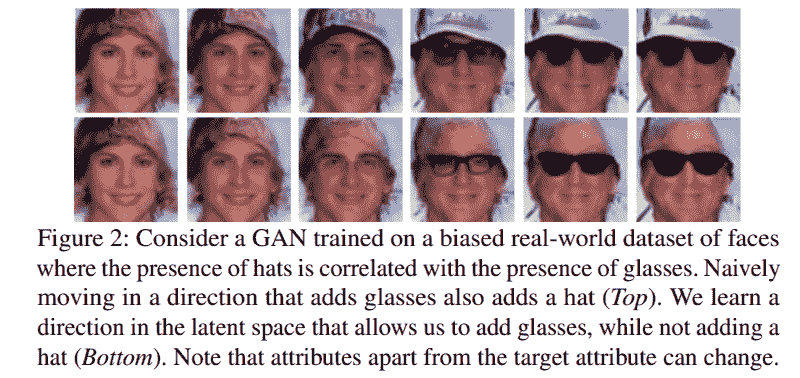 Figure 2: Consider a GAN trained on a biased real-world dataset of faces
where the presence of hats is correlated with the presence of glasses. Naively
moving in a direction that adds glasses also adds a hat (Top). We learn a
direction in the latent space that allows us to add glasses, while not adding a
hat (Bottom). Note that attributes apart from the target attribute can change.